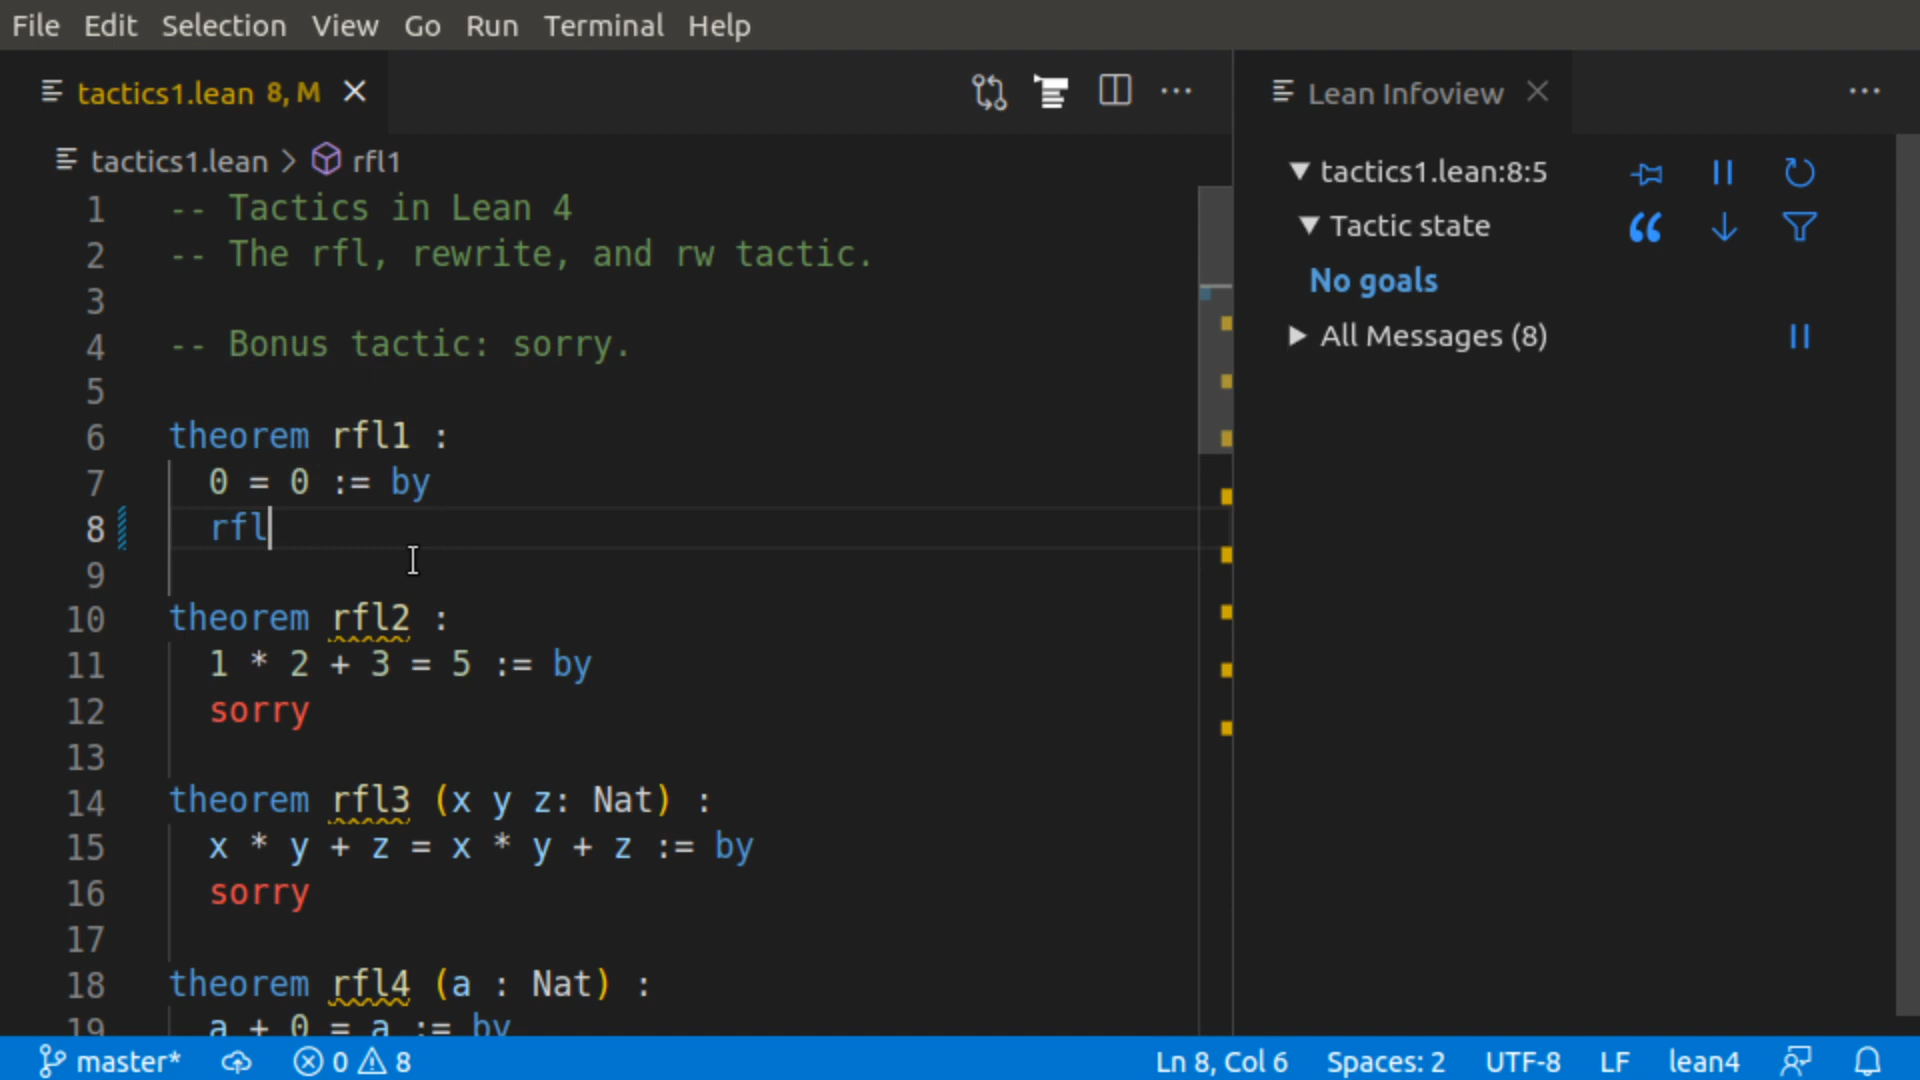 File Edit Selection View Go Run Terminal Help
tactics1.lean 8, M
Lean Infoview
tactics1.lean > rfl1
tactics1.lean:8:5
Tactic state
No goals
All Messages (8)
1 -- Tactics in Lean 4
2 -- The rfl, rewrite, and rw tactic.
3
4 -- Bonus tactic: sorry.
5
6 theorem rfl1 :
7 0 = 0 := by
8 rfl
9
10 theorem rfl2 :
11 1 * 2 + 3 = 5 := by
12 sorry
13
14 theorem rfl3 (x y z: Nat) :
15 x * y + z = x * y + z := by
16 sorry
17
18 theorem rfl4 (a : Nat) :
19 a + 0 = a := by
master* 0 8 Ln 8, Col 6 Spaces: 2 UTF-8 LF lean4